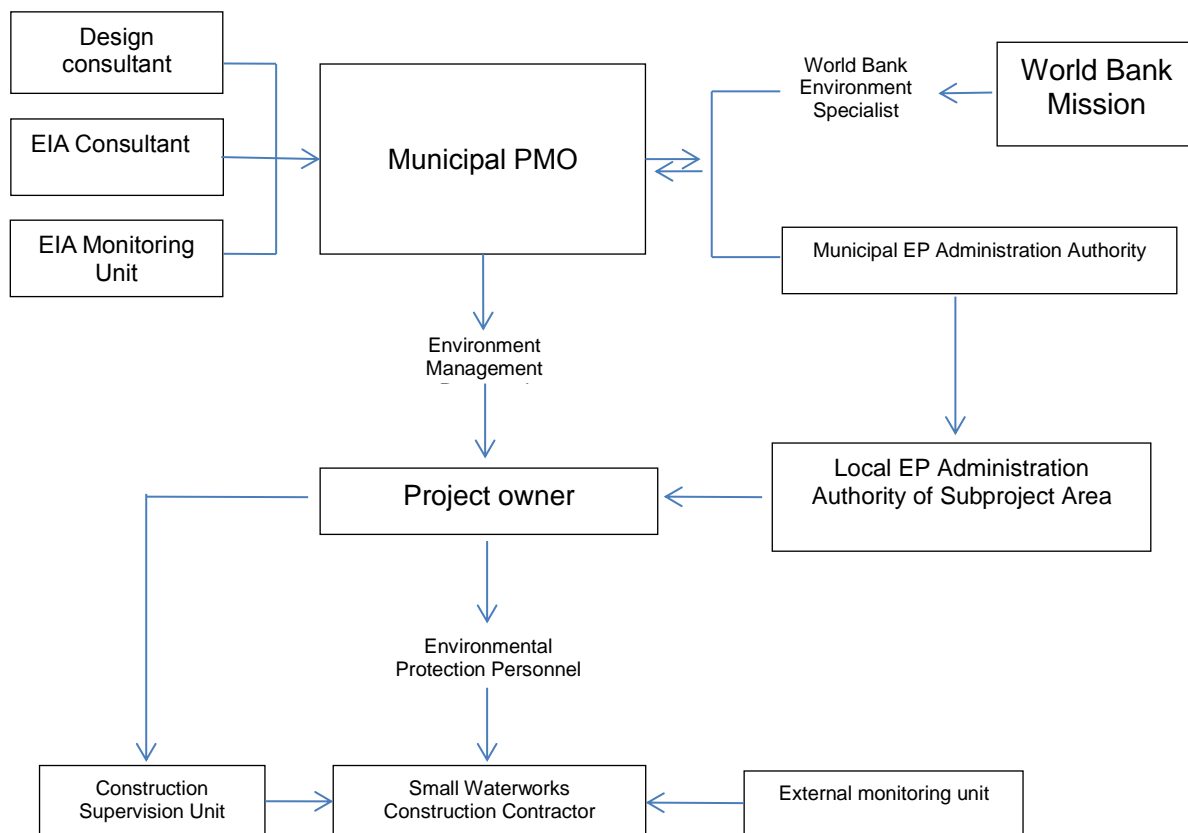 Design
consultant
EIA Consultant
EIA Monitoring
Unit
Municipal PMO
World Bank
Environment
Specialist
World Bank
Mission
Municipal EP Administration Authority
Environment
Management
Project owner
Local EP Administration
Authority of Subproject Area
Environmental
Protection Personnel
Construction
Supervision Unit
Small Waterworks
Construction Contractor
External monitoring unit